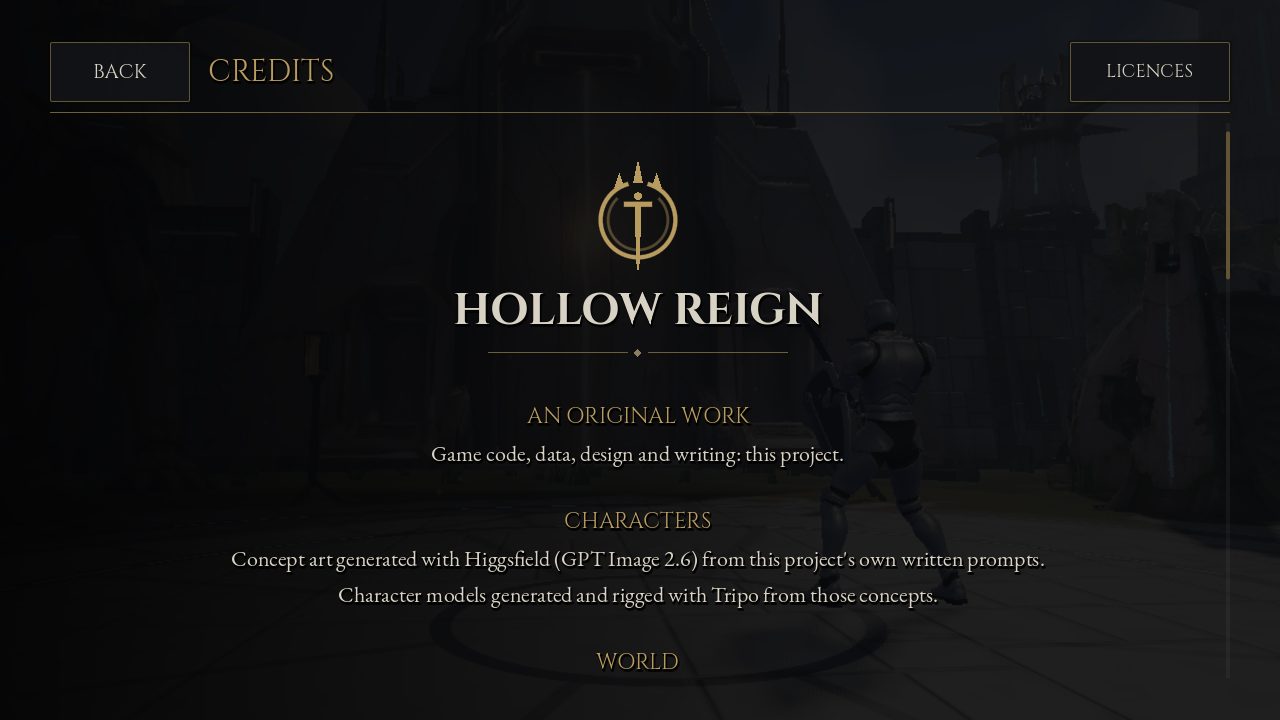 BACK
CREDITS
LICENCES
HOLLOW REIGN
AN ORIGINAL WORK
Game code, data, design and writing: this project.
CHARACTERS
Concept art generated with Higgsfield (GPT Image 2.6) from this project's own written prompts.
Character models generated and rigged with Tripo from those concepts.
WORLD